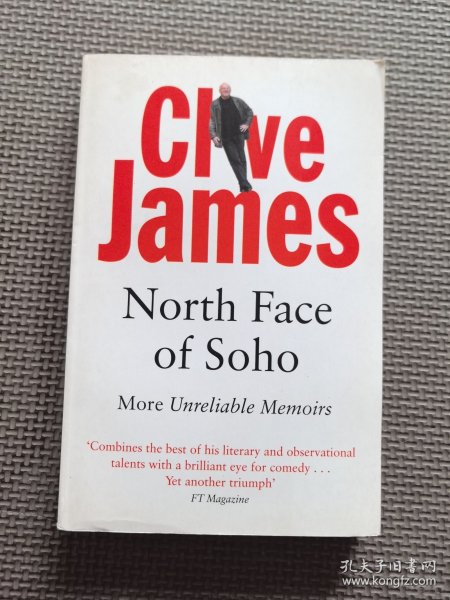 Clive
James
North Face
of Soho
More Unreliable Memoirs
‘Combines the best of his literary and observational
talents with a brilliant eye for comedy . . .
Yet another triumph’
FT Magazine
孔夫子旧书网
www.kongfz.com